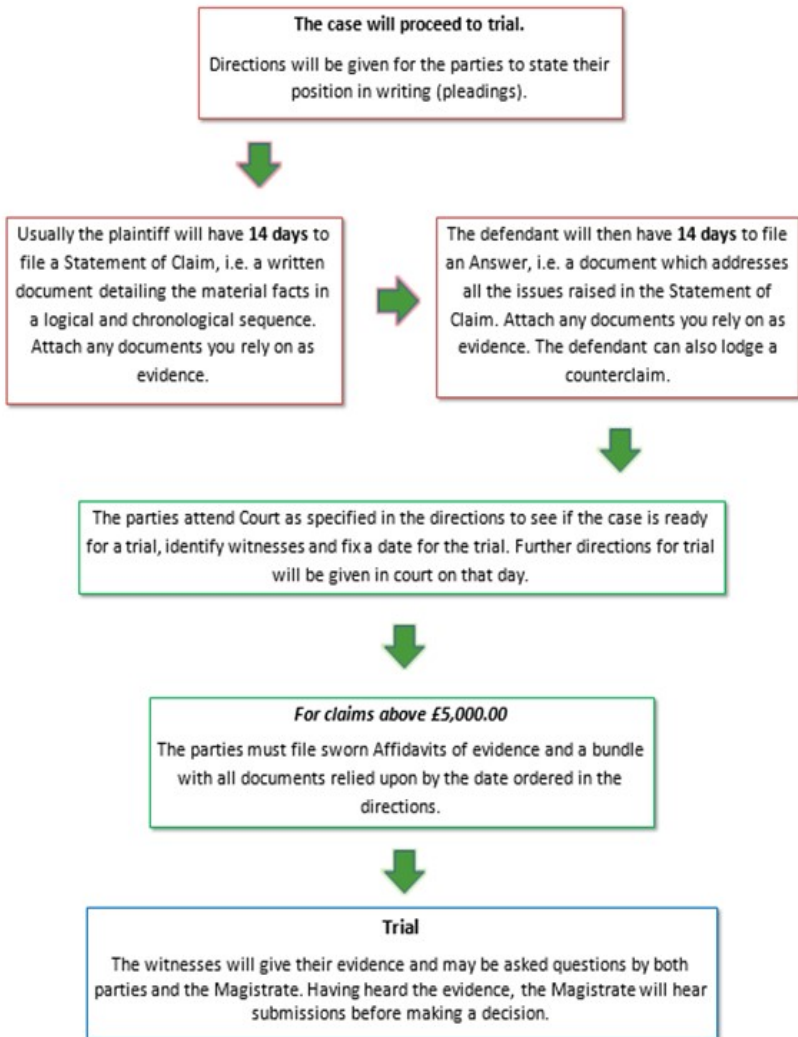 The case will proceed to trial.
Directions will be given for the parties to state their
position in writing (pleadings).
Usually the plaintiff will have 14 days to
file a Statement of Claim, i.e. a written
document detailing the material facts in
a logical and chronological sequence.
Attach any documents you rely on as
evidence.
The defendant will then have 14 days to file
an Answer, i.e. a document which addresses
all the issues raised in the Statement of
Claim. Attach any documents you rely on as
evidence. The defendant can also lodge a
counterclaim.
The parties attend Court as specified in the directions to see if the case is ready
for a trial, identify witnesses and fix a date for the trial. Further directions for trial
will be given in court on that day.
For claims above £5,000.00
The parties must file sworn Affidavits of evidence and a bundle
with all documents relied upon by the date ordered in the
directions.
Trial
The witnesses will give their evidence and may be asked questions by both
parties and the Magistrate. Having heard the evidence, the Magistrate will hear
submissions before making a decision.